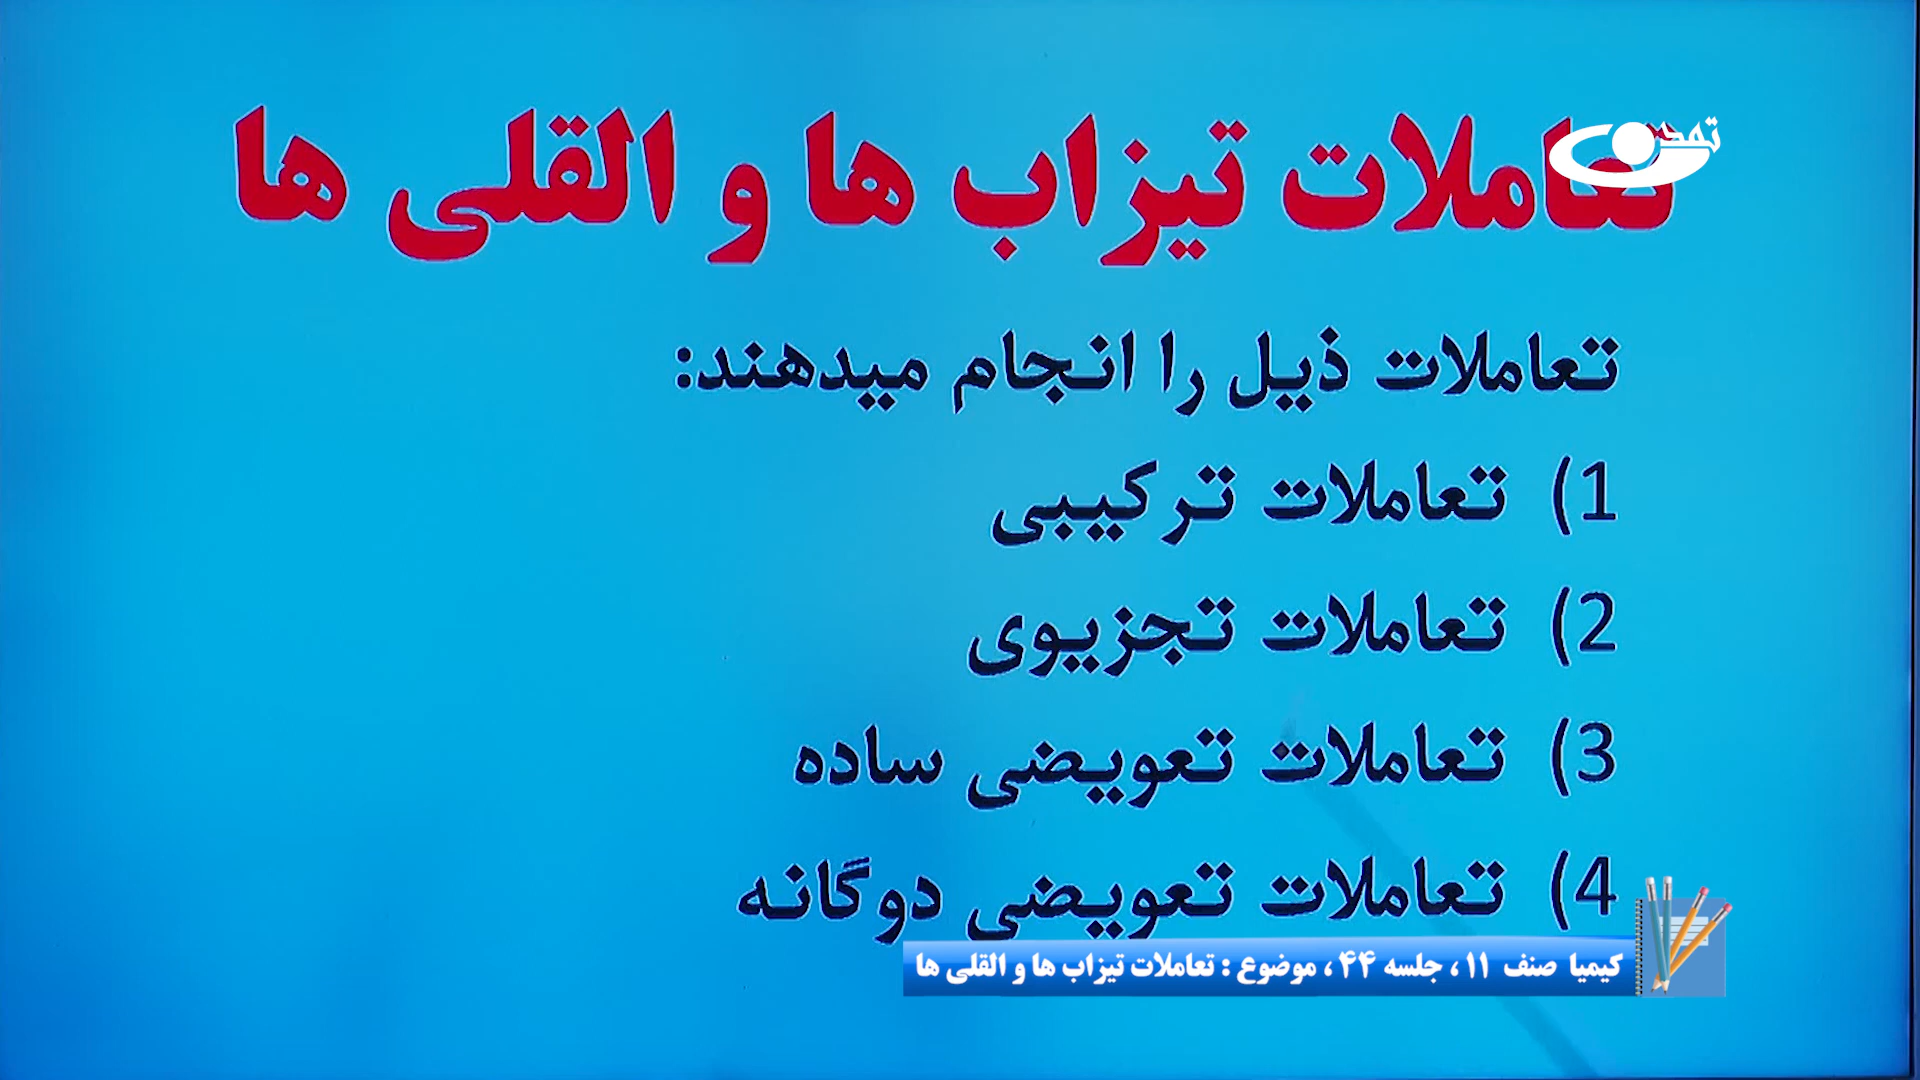 تمدن
تعاملات تیزاب ها و القلی ها
تعاملات ذیل را انجام میدهند:
1) تعاملات ترکیبی
2) تعاملات تجزیوی
3) تعاملات تعویضی ساده
4) تعاملات تعویضی دوگانه
کیمیا صنف ۱۱، جلسه ۴۴، موضوع : تعاملات تیزاب ها و القلی ها